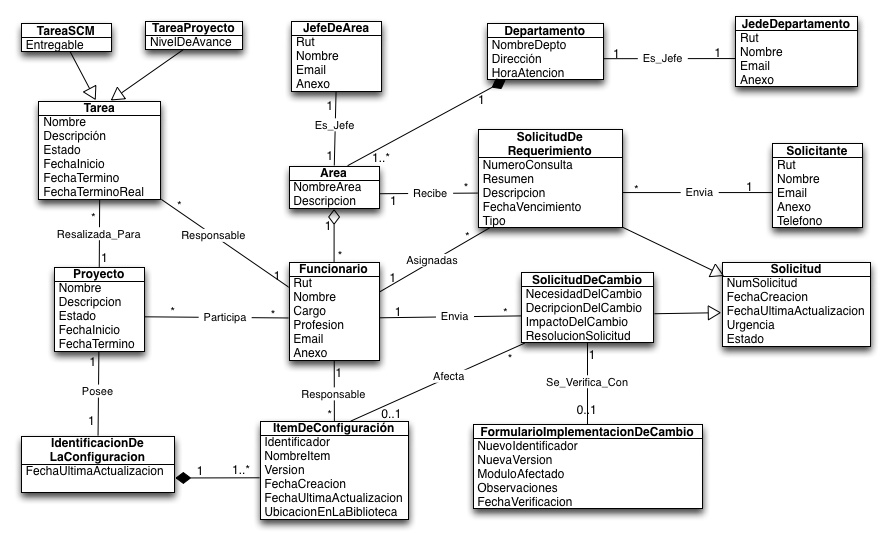 TareaSCM
Entregable
TareaProyecto
NivelDeAvance
JefeDeArea
Rut
Nombre
Email
Anexo
Departamento
NombreDepto
Dirección
HoraAtencion
1
Es_Jefe
1
JedeDepartamento
Rut
Nombre
Email
Anexo
Tarea
Nombre
Descripción
Estado
FechaInicio
FechaTermino
FechaTerminoReal
1
Es_Jefe
1
1
1..*
Area
NombreArea
Descripcion
1
Recibe
*
SolicitudDe
Requerimiento
NumeroConsulta
Resumen
Descripcion
FechaVencimiento
Tipo
*
Envia
1
Solicitante
Rut
Nombre
Email
Anexo
Telefono
*
Resalizada_Para
1
*
Responsable
1
1
*
1
Asignadas
*
Proyecto
Nombre
Descripcion
Estado
FechaInicio
FechaTermino
*
Participa
*
Funcionario
Rut
Nombre
Cargo
Profesion
Email
Anexo
1
Envia
*
SolicitudDeCambio
NecesidadDelCambio
DecripcionDelCambio
ImpactoDelCambio
ResolucionSolicitud
Solicitud
NumSolicitud
FechaCreacion
FechaUltimaActualizacion
Urgencia
Estado
1
Posee
1
1
Responsable
*
*
Afecta
0..1
1
Se_Verifica_Con
0..1
IdentificacionDe
LaConfiguracion
FechaUltimaActualizacion
1
1..*
ItemDeConfiguración
Identificador
NombreItem
Version
FechaCreacion
FechaUltimaActualizacion
UbicacionEnLaBiblioteca
FormularioImplementacionDeCambio
NuevoIdentificador
NuevaVersion
ModuloAfectado
Observaciones
FechaVerificacion